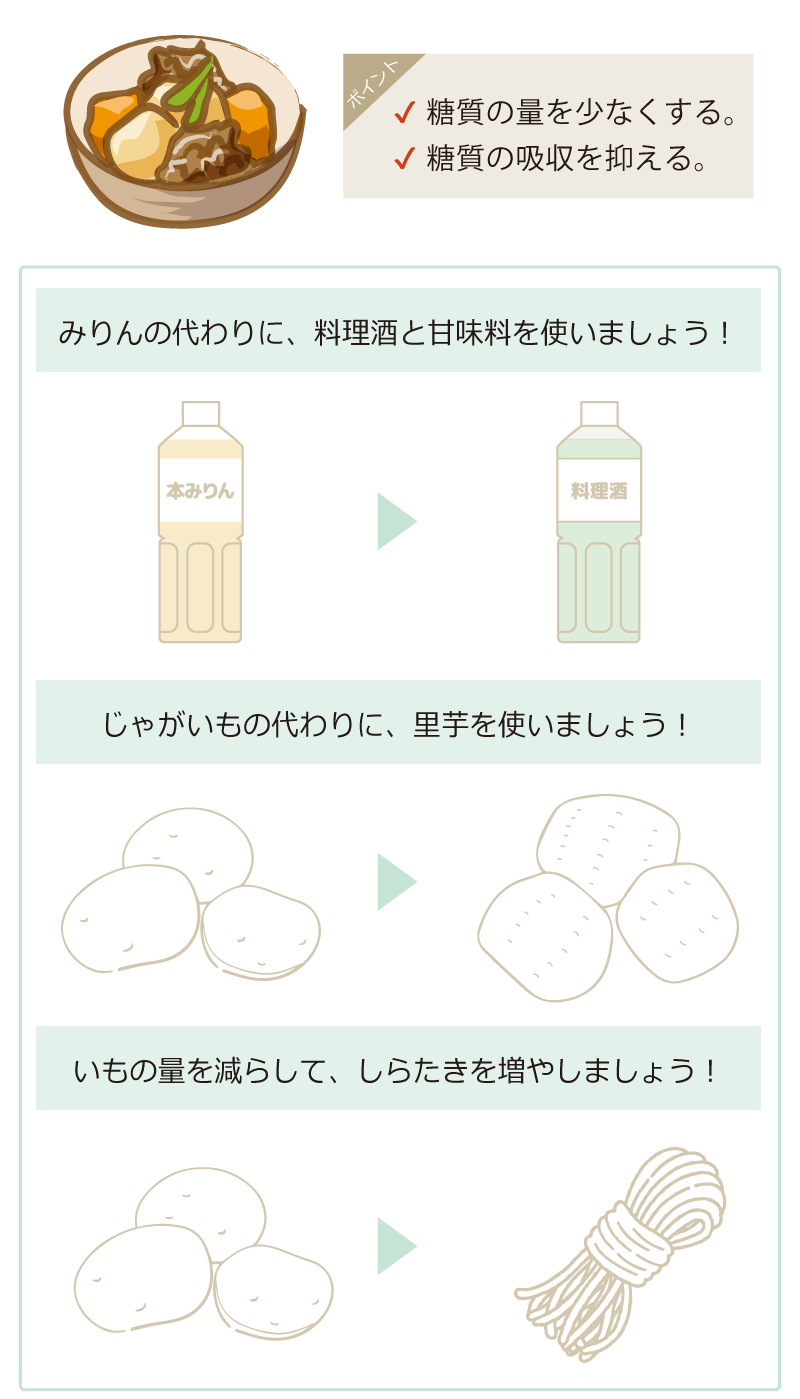 ポイント
糖質の量を少なくする。
糖質の吸収を抑える。
みりんの代わりに、料理酒と甘味料を使いましょう！
本みりん
料理酒
じゃがいもの代わりに、里芋を使いましょう！
いもの量を減らして、しらたきを増やしましょう！